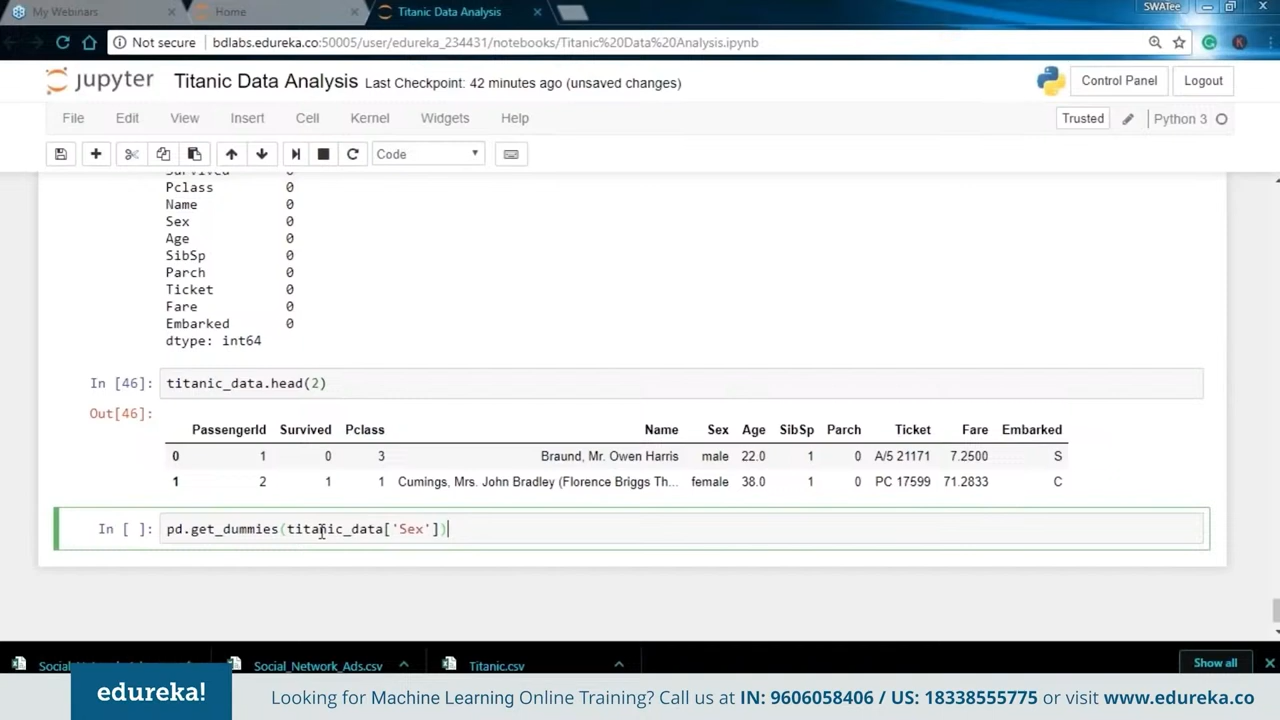 My Webinars
Home
Titanic Data Analysis
SWATee
Not secure
bdlabs.edureka.co:50005/user/edureka_234431/notebooks/Titanic%20Data%20Analysis.ipynb
jupyter
Titanic Data Analysis
Last Checkpoint: 42 minutes ago (unsaved changes)
Control Panel
Logout
File Edit View Insert Cell Kernel Widgets Help
Trusted
Python 3
Code
Survived 0
Pclass 0
Name 0
Sex 0
Age 0
SibSp 0
Parch 0
Ticket 0
Fare 0
Embarked 0
dtype: int64
In [46]: titanic_data.head(2)
Out[46]:
PassengerId Survived Pclass Name Sex Age SibSp Parch Ticket Fare Embarked
0 1 0 3 Braund, Mr. Owen Harris male 22.0 1 0 A/5 21171 7.2500 S
1 2 1 1 Cumings, Mrs. John Bradley (Florence Briggs Th... female 38.0 1 0 PC 17599 71.2833 C
In [ ]: pd.get_dummies(titanic_data['Sex'])
Social_Network_Ads.csv
Titanic.csv
Show all
edureka!
Looking for Machine Learning Online Training? Call us at IN: 9606058406 / US: 18338555775 or visit www.edureka.co